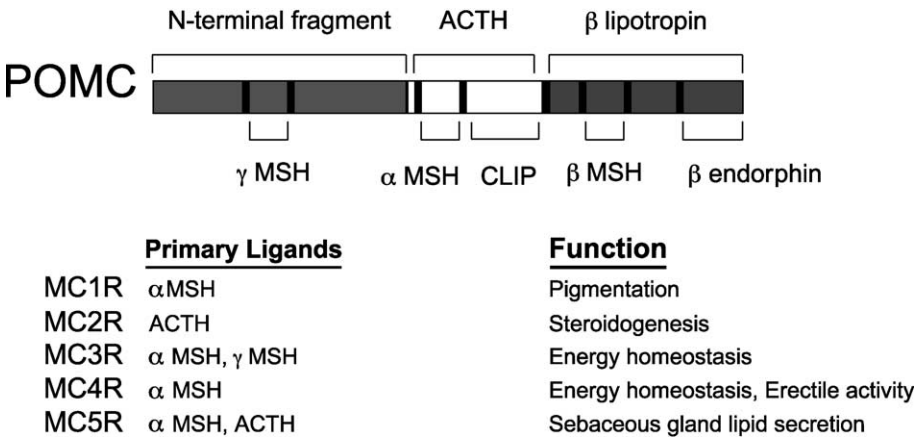 N-terminal fragment ACTH β lipotropin
POMC
γ MSH α MSH CLIP β MSH β endorphin
Primary Ligands Function
MC1R αMSH Pigmentation
MC2R ACTH Steroidogenesis
MC3R α MSH, γ MSH Energy homeostasis
MC4R α MSH Energy homeostasis, Erectile activity
MC5R α MSH, ACTH Sebaceous gland lipid secretion